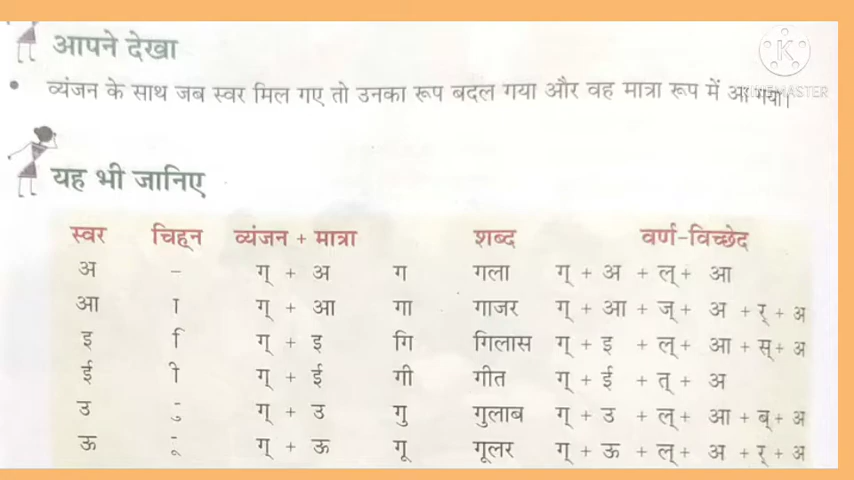 आपने देखा
• व्यंजन के साथ जब स्वर मिल गए तो उनका रूप बदल गया और वह मात्रा रूप में आ गया।
K
KINEMASTER
यह भी जानिए
स्वर चिह्न व्यंजन + मात्रा शब्द वर्ण-विच्छेद
अ – ग् + अ ग गला ग् + अ + ल् + आ
आ ा ग् + आ गा गाजर ग् + आ + ज् + अ + र् + अ
इ ि ग् + इ गि गिलास ग् + इ + ल् + आ + स् + अ
ई ी ग् + ई गी गीत ग् + ई + त् + अ
उ ु ग् + उ गु गुलाब ग् + उ + ल् + आ + ब् + अ
ऊ ू ग् + ऊ गू गूलर ग् + ऊ + ल् + अ + र् + अ